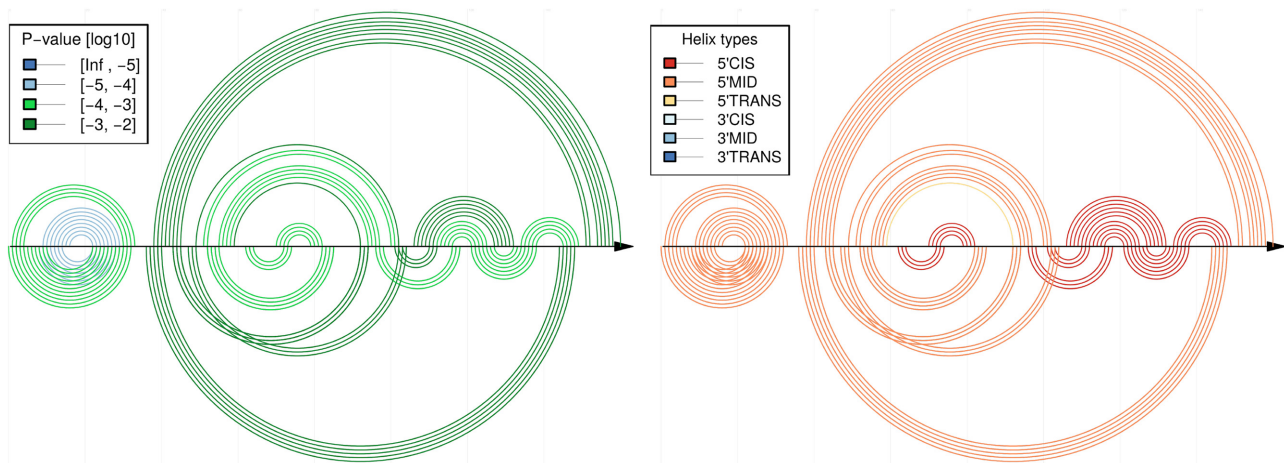 P−value [log10]
[Inf , −5]
[−5, −4]
[−4, −3]
[−3, −2]
Helix types
5'CIS
5'MID
5'TRANS
3'CIS
3'MID
3'TRANS